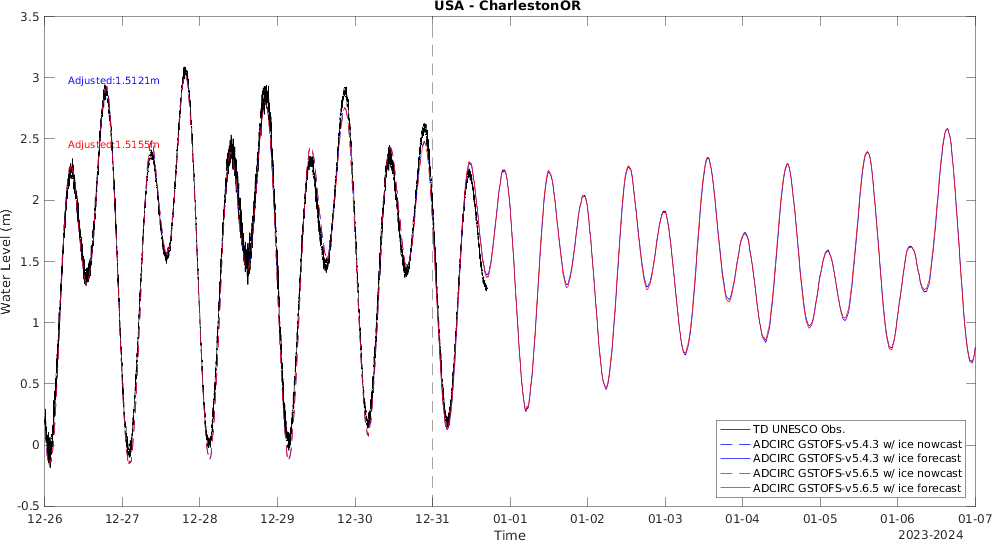 USA - CharlestonOR
3.5
3
2.5
2
1.5
1
0.5
0
-0.5
Water Level (m)
Adjusted:1.5121m
Adjusted:1.5155m
TD UNESCO Obs.
ADCIRC GSTOFS-v5.4.3 w/ ice nowcast
ADCIRC GSTOFS-v5.4.3 w/ ice forecast
ADCIRC GSTOFS-v5.6.5 w/ ice nowcast
ADCIRC GSTOFS-v5.6.5 w/ ice forecast
12-26 12-27 12-28 12-29 12-30 12-31 01-01 01-02 01-03 01-04 01-05 01-06 01-07
Time
2023-2024